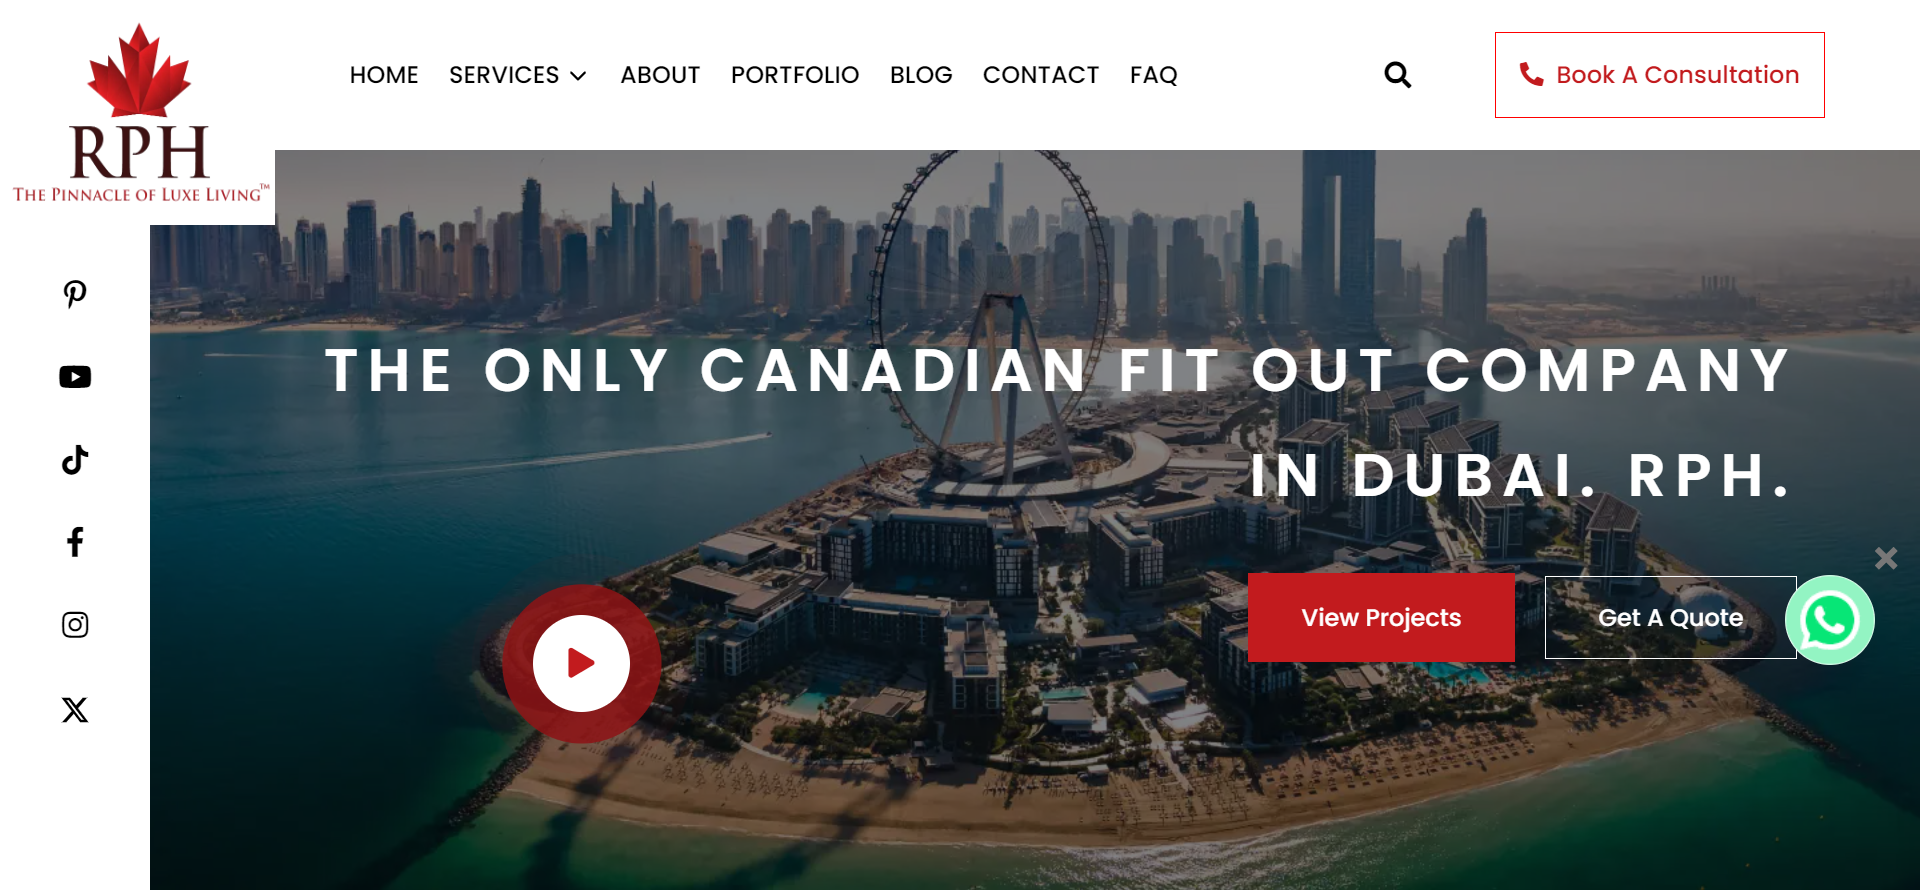 RPH
THE PINNACLE OF LUXE LIVING™
HOME SERVICES ABOUT PORTFOLIO BLOG CONTACT FAQ
Book A Consultation
THE ONLY CANADIAN FIT OUT COMPANY
IN DUBAI. RPH.
View Projects
Get A Quote